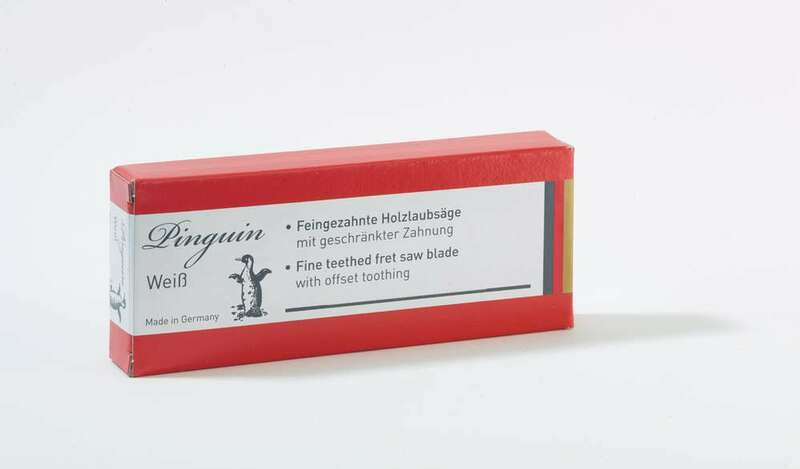 Pinguin
Weiß
Made in Germany
• Feingezahnte Holzlaubsäge
mit geschränkter Zahnung
• Fine teethed fret saw blade
with offset toothing